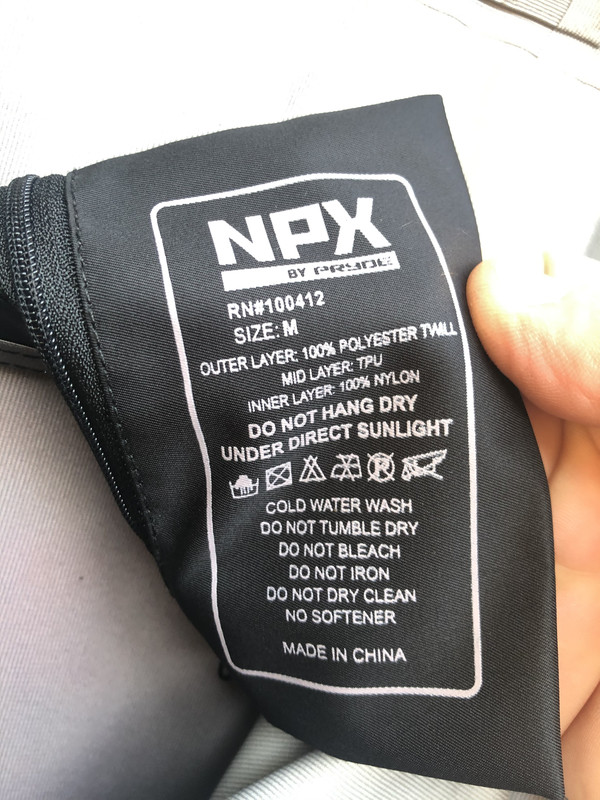 NPX
BY PRYDE
RN#100412
SIZE: M
OUTER LAYER: 100% POLYESTER TWILL
MID LAYER: TPU
INNER LAYER: 100% NYLON
DO NOT HANG DRY
UNDER DIRECT SUNLIGHT
COLD WATER WASH
DO NOT TUMBLE DRY
DO NOT BLEACH
DO NOT IRON
DO NOT DRY CLEAN
NO SOFTENER
MADE IN CHINA